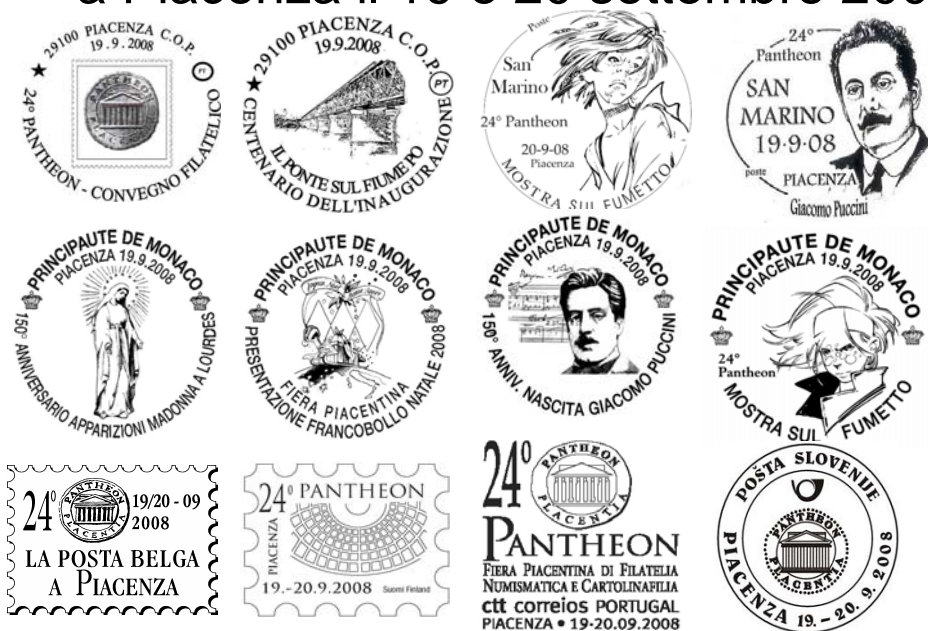 a Piacenza il 19 e 20 settembre 200
29100 PIACENZA C.O.P.
19.9.2008
PT
PANTHEON
24° PANTHEON - CONVEGNO FILATELICO
29100 PIACENZA C.O.P.
19.9.2008
PT
IL PONTE SUL FIUME PO
CENTENARIO DELL'INAUGURAZIONE
Poste
San
Marino
24° Pantheon
20-9-08
Piacenza
MOSTRA SUL FUMETTO
24°
Pantheon
SAN
MARINO
19·9·08
poste
PIACENZA
Giacomo Puccini
PRINCIPAUTE DE MONACO
PIACENZA 19.9.2008
150° ANNIVERSARIO APPARIZIONI MADONNA A LOURDES
PRINCIPAUTE DE MONACO
PIACENZA 19.9.2008
FIERA PIACENTINA
PRESENTAZIONE FRANCOBOLLO NATALE 2008
PRINCIPAUTE DE MONACO
PIACENZA 19.9.2008
150° ANNIV. NASCITA GIACOMO PUCCINI
PRINCIPAUTE DE MONACO
PIACENZA 19.9.2008
24°
Pantheon
MOSTRA SUL FUMETTO
24°
PANTHEON
PLACENTIA
19/20 - 09
2008
LA POSTA BELGA
A PIACENZA
24° PANTHEON
PIACENZA
19.-20.9.2008
Suomi Finland
24°
PANTHEON
PLACENTIA
PANTHEON
FIERA PIACENTINA DI FILATELIA
NUMISMATICA E CARTOLINAFILIA
ctt correios PORTUGAL
PIACENZA • 19-20.09.2008
POŠTA SLOVENIJE
PANTHEON
PLACENTIA
PIACENZA 19. – 20. 9. 2008